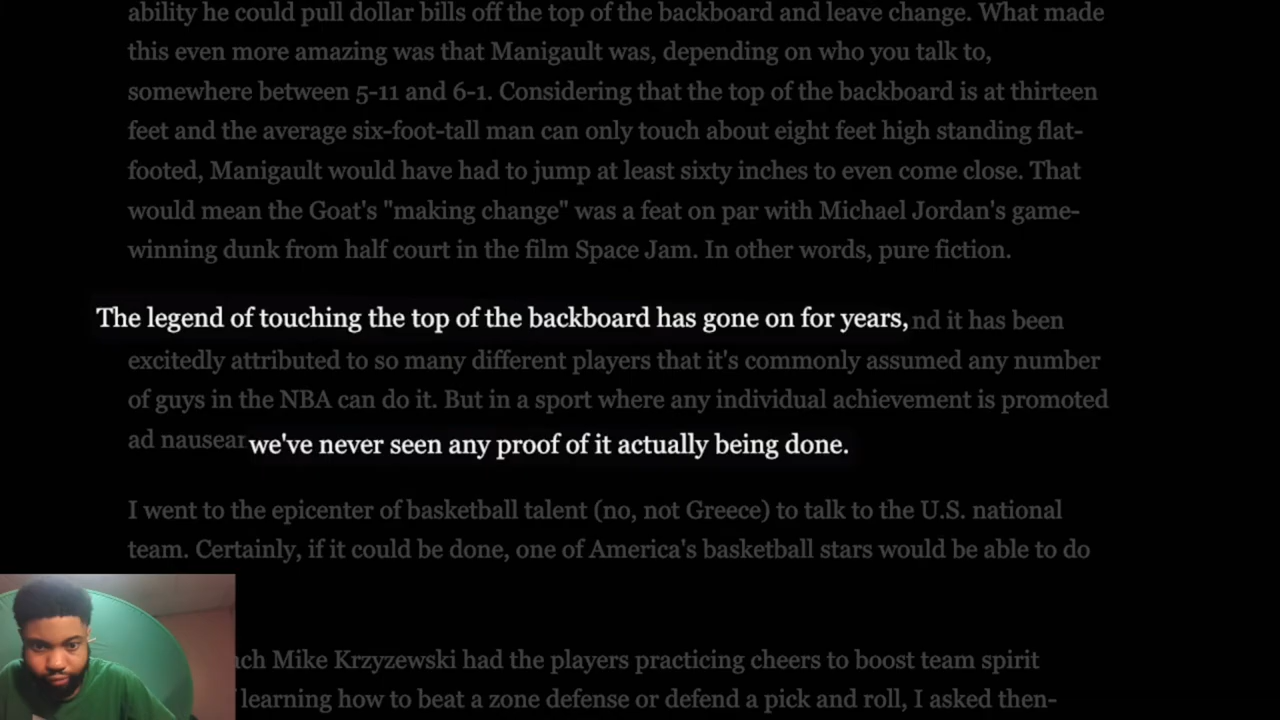 ability he could pull dollar bills off the top of the backboard and leave change. What made
this even more amazing was that Manigault was, depending on who you talk to,
somewhere between 5-11 and 6-1. Considering that the top of the backboard is at thirteen
feet and the average six-foot-tall man can only touch about eight feet high standing flat-
footed, Manigault would have had to jump at least sixty inches to even come close. That
would mean the Goat's "making change" was a feat on par with Michael Jordan's game-
winning dunk from half court in the film Space Jam. In other words, pure fiction.
The legend of touching the top of the backboard has gone on for years, nd it has been
excitedly attributed to so many different players that it's commonly assumed any number
of guys in the NBA can do it. But in a sport where any individual achievement is promoted
ad we've never seen any proof of it actually being done.
I went to the epicenter of basketball talent (no, not Greece) to talk to the U.S. national
team. Certainly, if it could be done, one of America's basketball stars would be able to do
Mike Krzyzewski had the players practicing cheers to boost team spirit
learning how to beat a zone defense or defend a pick and roll, I asked then-